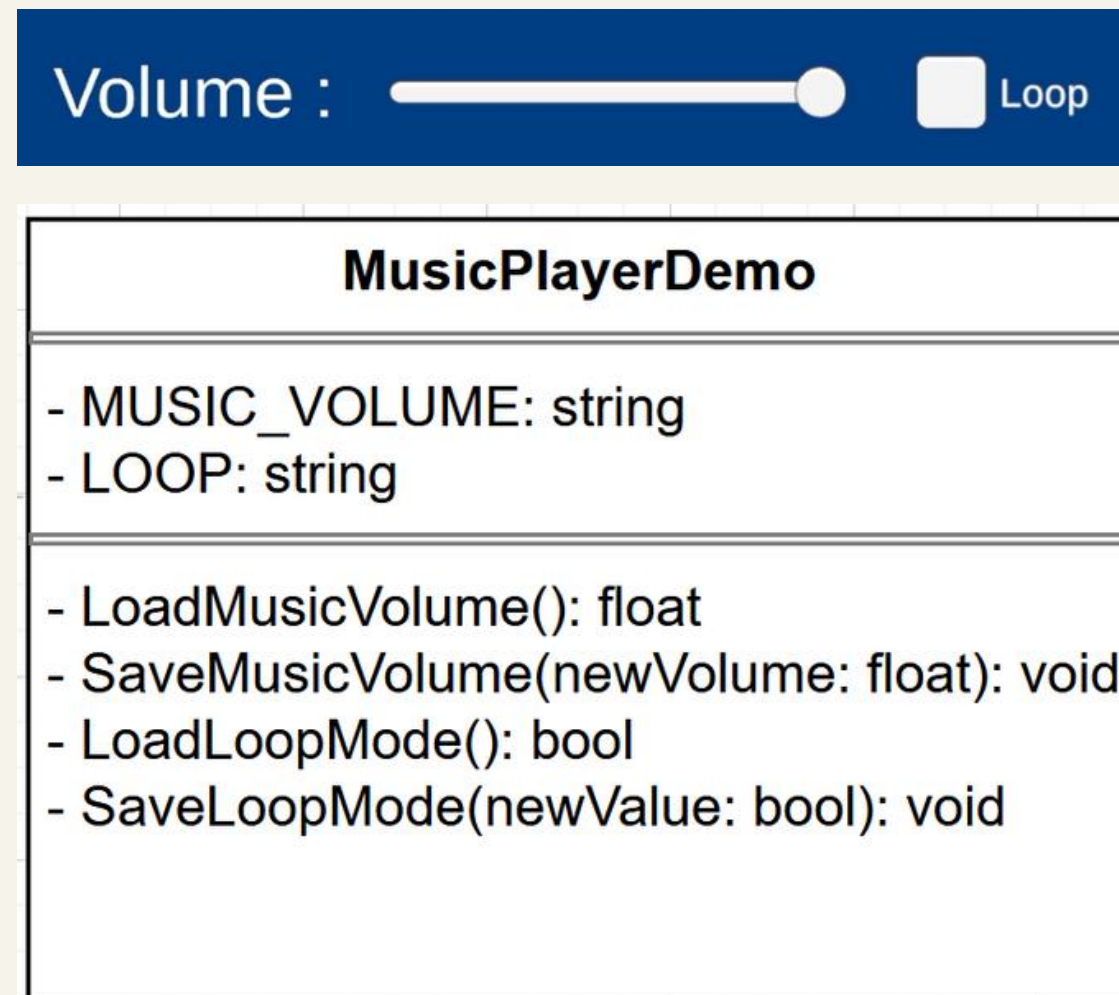 Volume :
Loop
MusicPlayerDemo
- MUSIC_VOLUME: string
- LOOP: string
- LoadMusicVolume(): float
- SaveMusicVolume(newVolume: float): void
- LoadLoopMode(): bool
- SaveLoopMode(newValue: bool): void